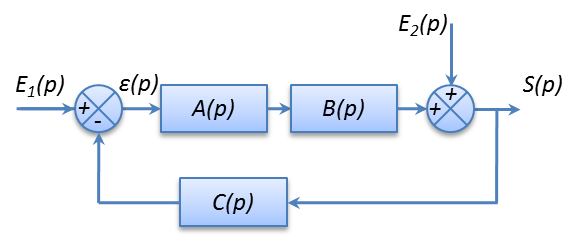 E₂(p)
E₁(p) ε(p) S(p)
+ - A(p) B(p) + +
C(p)